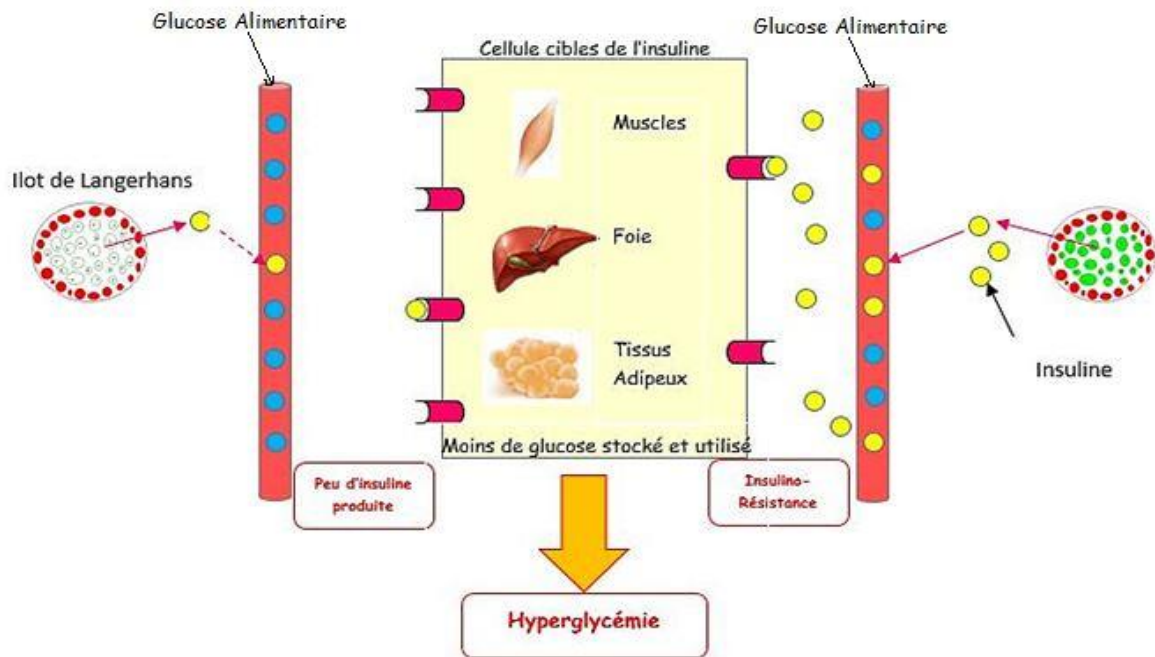 Glucose Alimentaire
Glucose Alimentaire
Cellule cibles de l'insuline
Muscles
Ilot de Langerhans
Foie
Tissus
Adipeux
Insuline
Moins de glucose stocké et utilisé
Peu d'insuline
produite
Insulino-
Résistance
Hyperglycémie